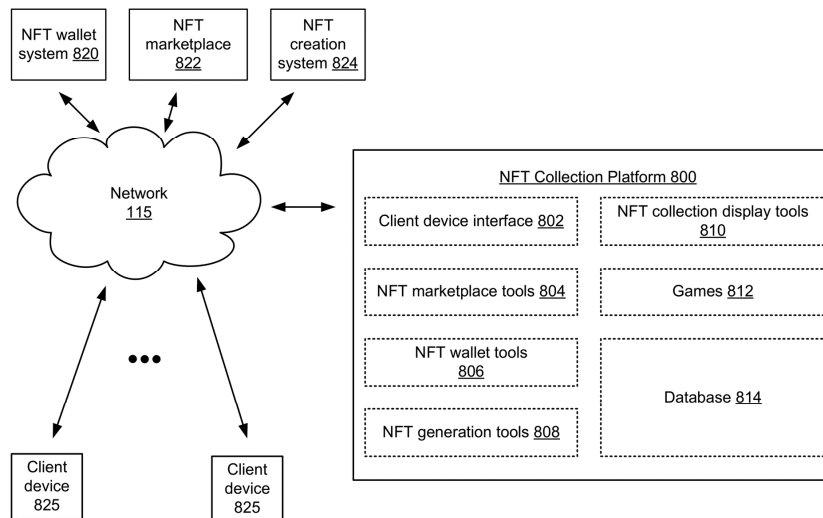 NFT wallet
system 820
NFT
marketplace
822
NFT
creation
system 824
Network
115
NFT Collection Platform 800
Client device interface 802
NFT collection display tools
810
NFT marketplace tools 804
Games 812
NFT wallet tools
806
Database 814
NFT generation tools 808
Client
device
825
Client
device
825